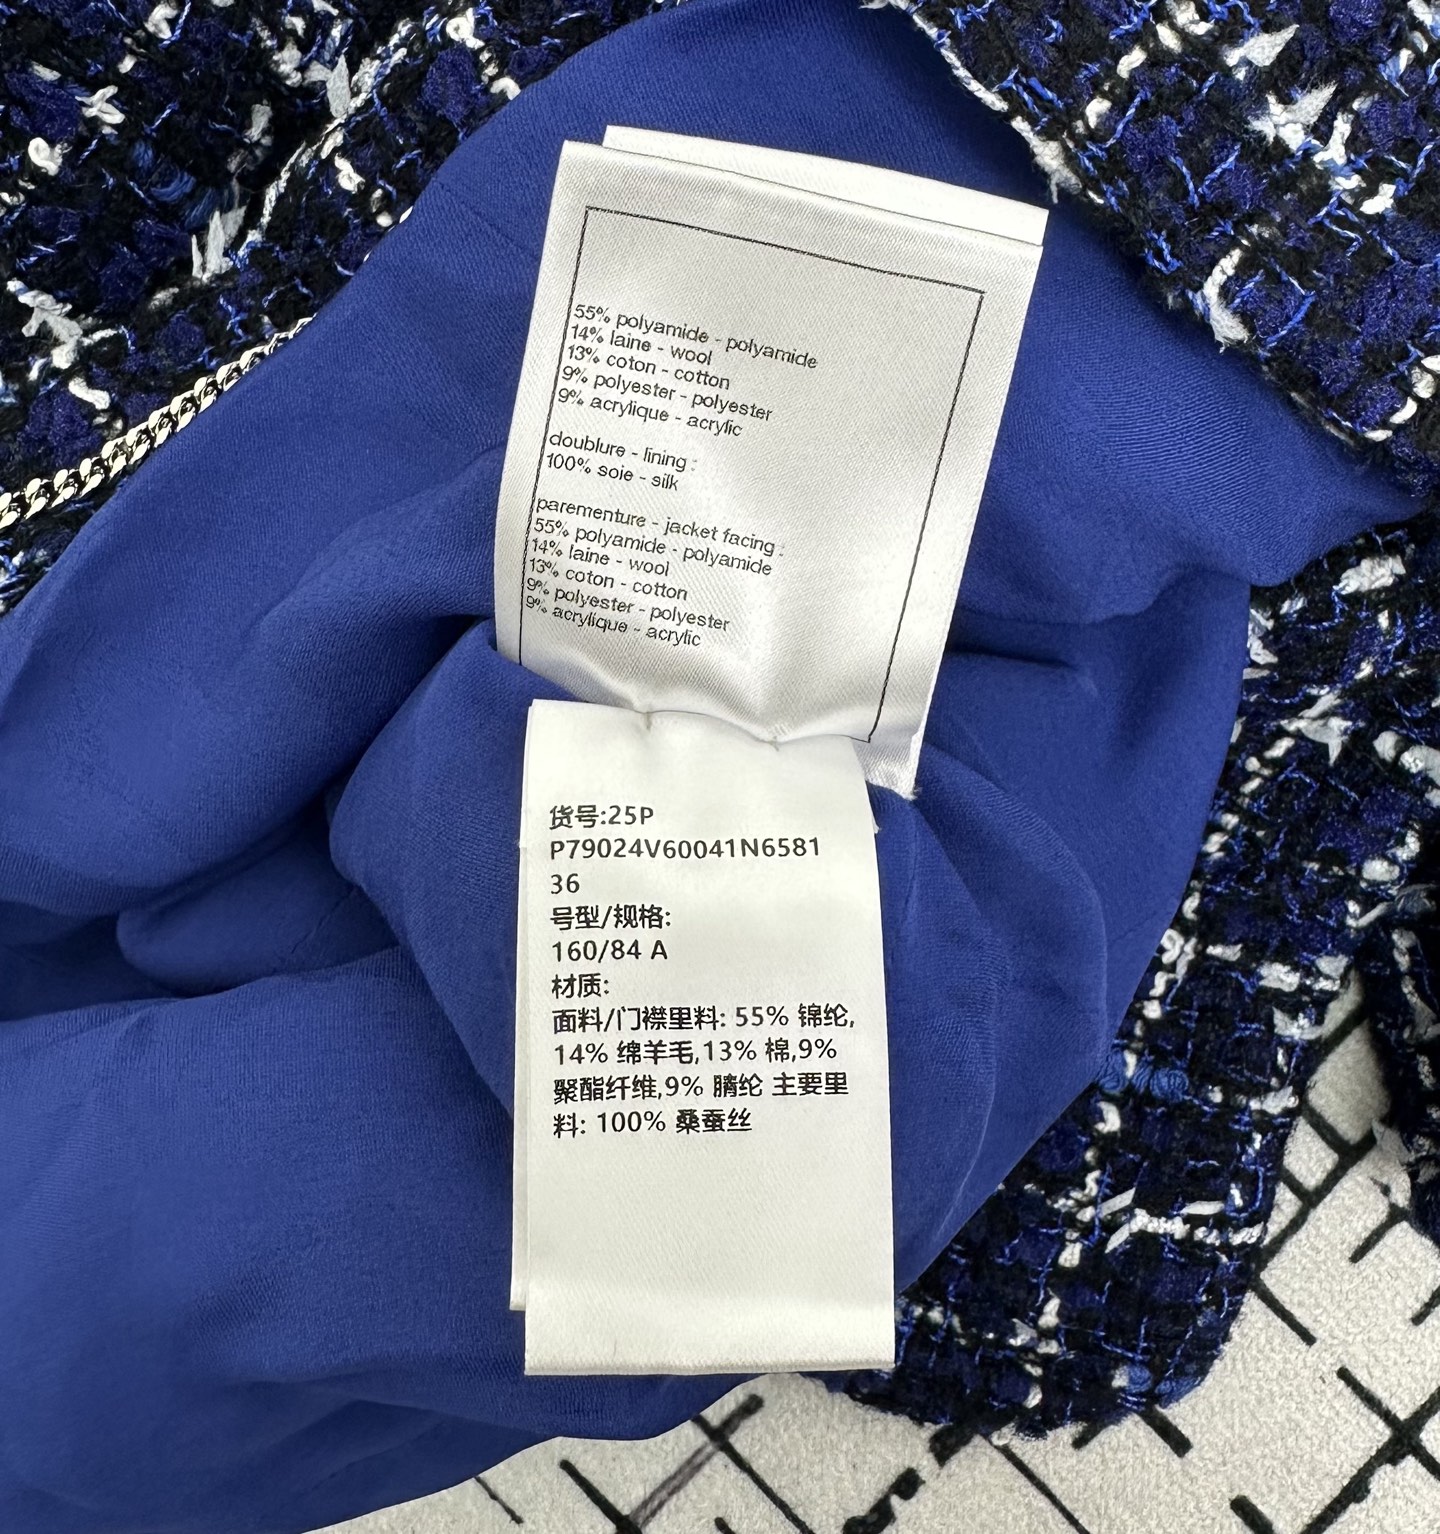 55% polyamide - polyamide
14% laine - wool
13% coton - cotton
9% polyester - polyester
9% acrylique - acrylic
doublure - lining :
100% soie - silk
parementure - jacket facing :
55% polyamide - polyamide
14% laine - wool
13% coton - cotton
9% polyester - polyester
9% acrylique - acrylic
货号:25P
P79024V60041N6581
36
号型/规格:
160/84 A
材质:
面料/门襟里料: 55% 锦纶,
14% 绵羊毛,13% 棉,9%
聚酯纤维,9% 腈纶 主要里
料: 100% 桑蚕丝